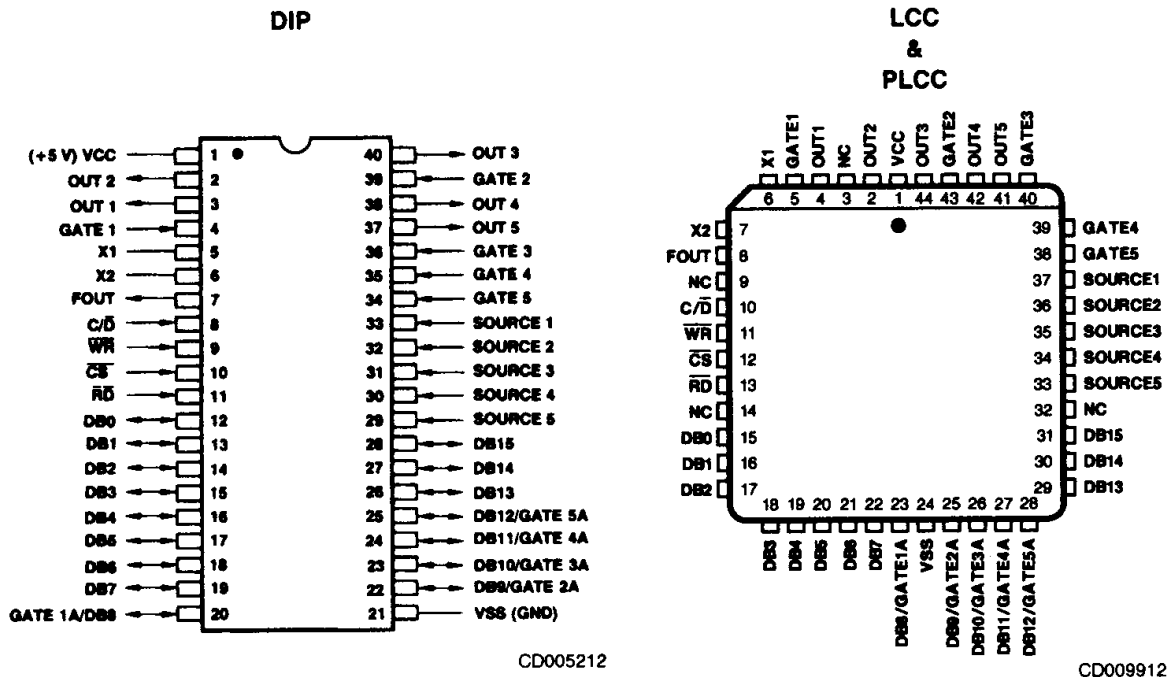 DIP
(+5 V) VCC 1 40 OUT 3
OUT 2 2 39 GATE 2
OUT 1 3 38 OUT 4
GATE 1 4 37 OUT 5
X1 5 36 GATE 3
X2 6 35 GATE 4
FOUT 7 34 GATE 5
C/D̅ 8 33 SOURCE 1
W̅R̅ 9 32 SOURCE 2
C̅S̅ 10 31 SOURCE 3
R̅D̅ 11 30 SOURCE 4
DB0 12 29 SOURCE 5
DB1 13 28 DB15
DB2 14 27 DB14
DB3 15 26 DB13
DB4 16 25 DB12/GATE 5A
DB5 17 24 DB11/GATE 4A
DB6 18 23 DB10/GATE 3A
DB7 19 22 DB9/GATE 2A
GATE 1A/DB8 20 21 VSS (GND)
CD005212
LCC
&
PLCC
X1 GATE1 OUT1 NC OUT2 VCC OUT3 GATE2 OUT4 OUT5 GATE3
6 5 4 3 2 1 44 43 42 41 40
X2 7 39 GATE4
FOUT 8 38 GATE5
NC 9 37 SOURCE1
C/D̅ 10 36 SOURCE2
W̅R̅ 11 35 SOURCE3
C̅S̅ 12 34 SOURCE4
R̅D̅ 13 33 SOURCE5
NC 14 32 NC
DB0 15 31 DB15
DB1 16 30 DB14
DB2 17 29 DB13
18 19 20 21 22 23 24 25 26 27 28
DB3 DB4 DB5 DB6 DB7 DB8/GATE1A VSS DB9/GATE2A DB10/GATE3A DB11/GATE4A DB12/GATE5A
CD009912